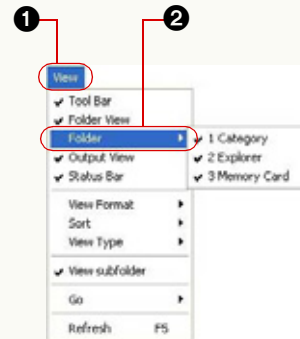 1 2
View
Tool Bar
Folder View
Folder
1 Category
Output View
2 Explorer
Status Bar
3 Memory Card
View Format
Sort
View Type
View subfolder
Go
Refresh F5